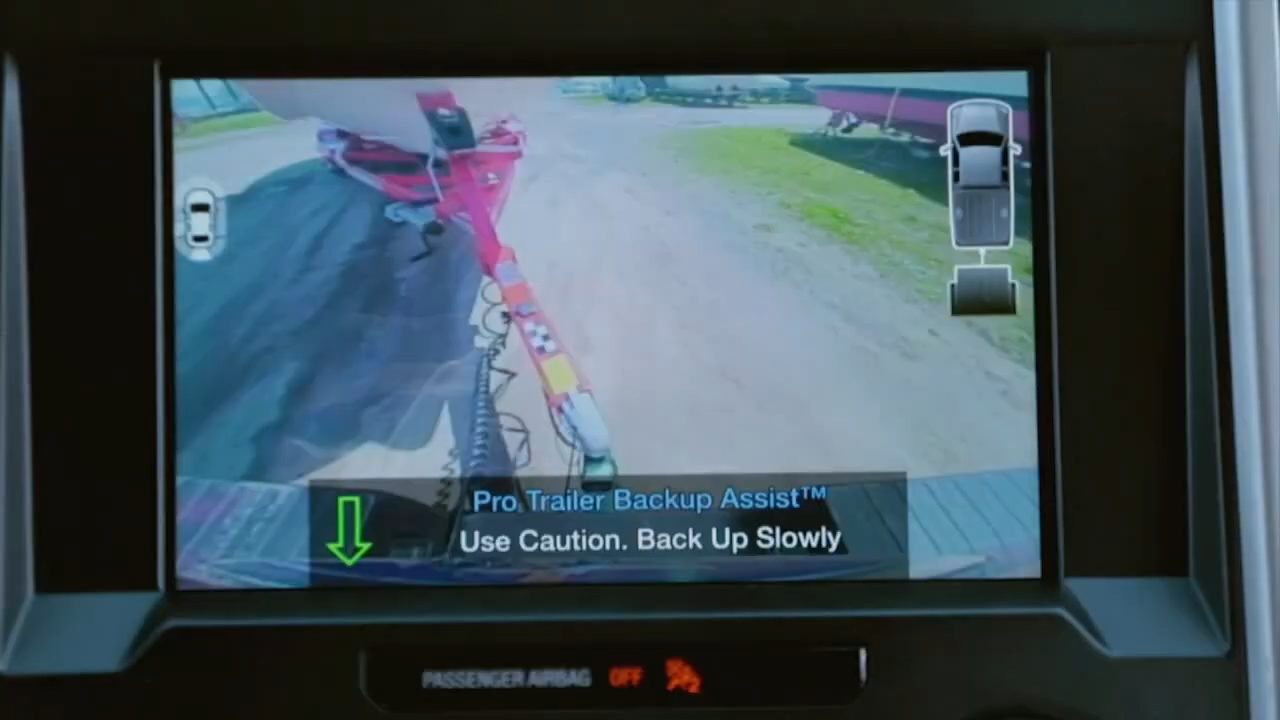 Pro Trailer Backup Assist™
Use Caution. Back Up Slowly
PASSENGER AIRBAG OFF